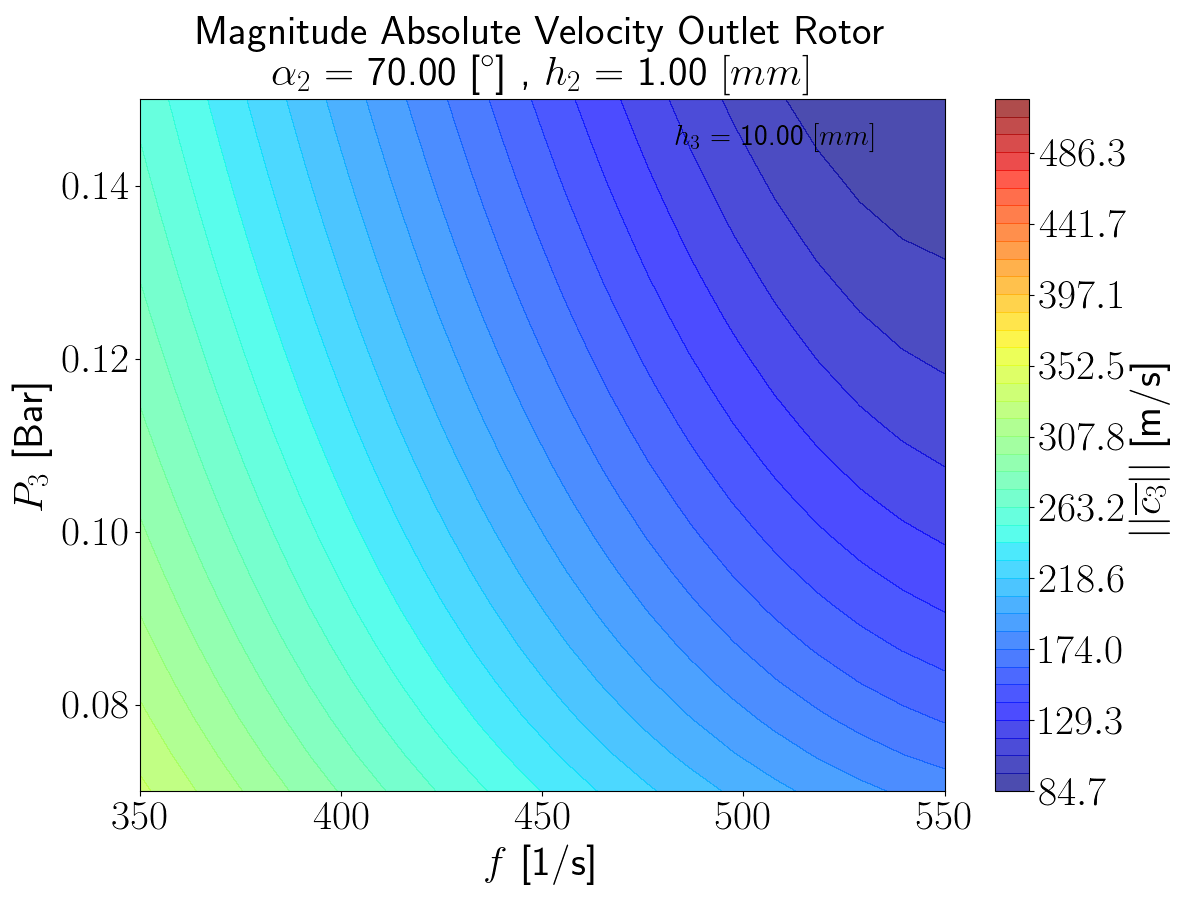 Magnitude Absolute Velocity Outlet Rotor
α₂ = 70.00 [°] , h₂ = 1.00 [mm]
h₃ = 10.00 [mm]
0.14
0.12
0.10
0.08
P₃ [Bar]
350 400 450 500 550
f [1/s]
486.3
441.7
397.1
352.5
307.8
263.2
218.6
174.0
129.3
84.7
||c̅₃|| [m/s]